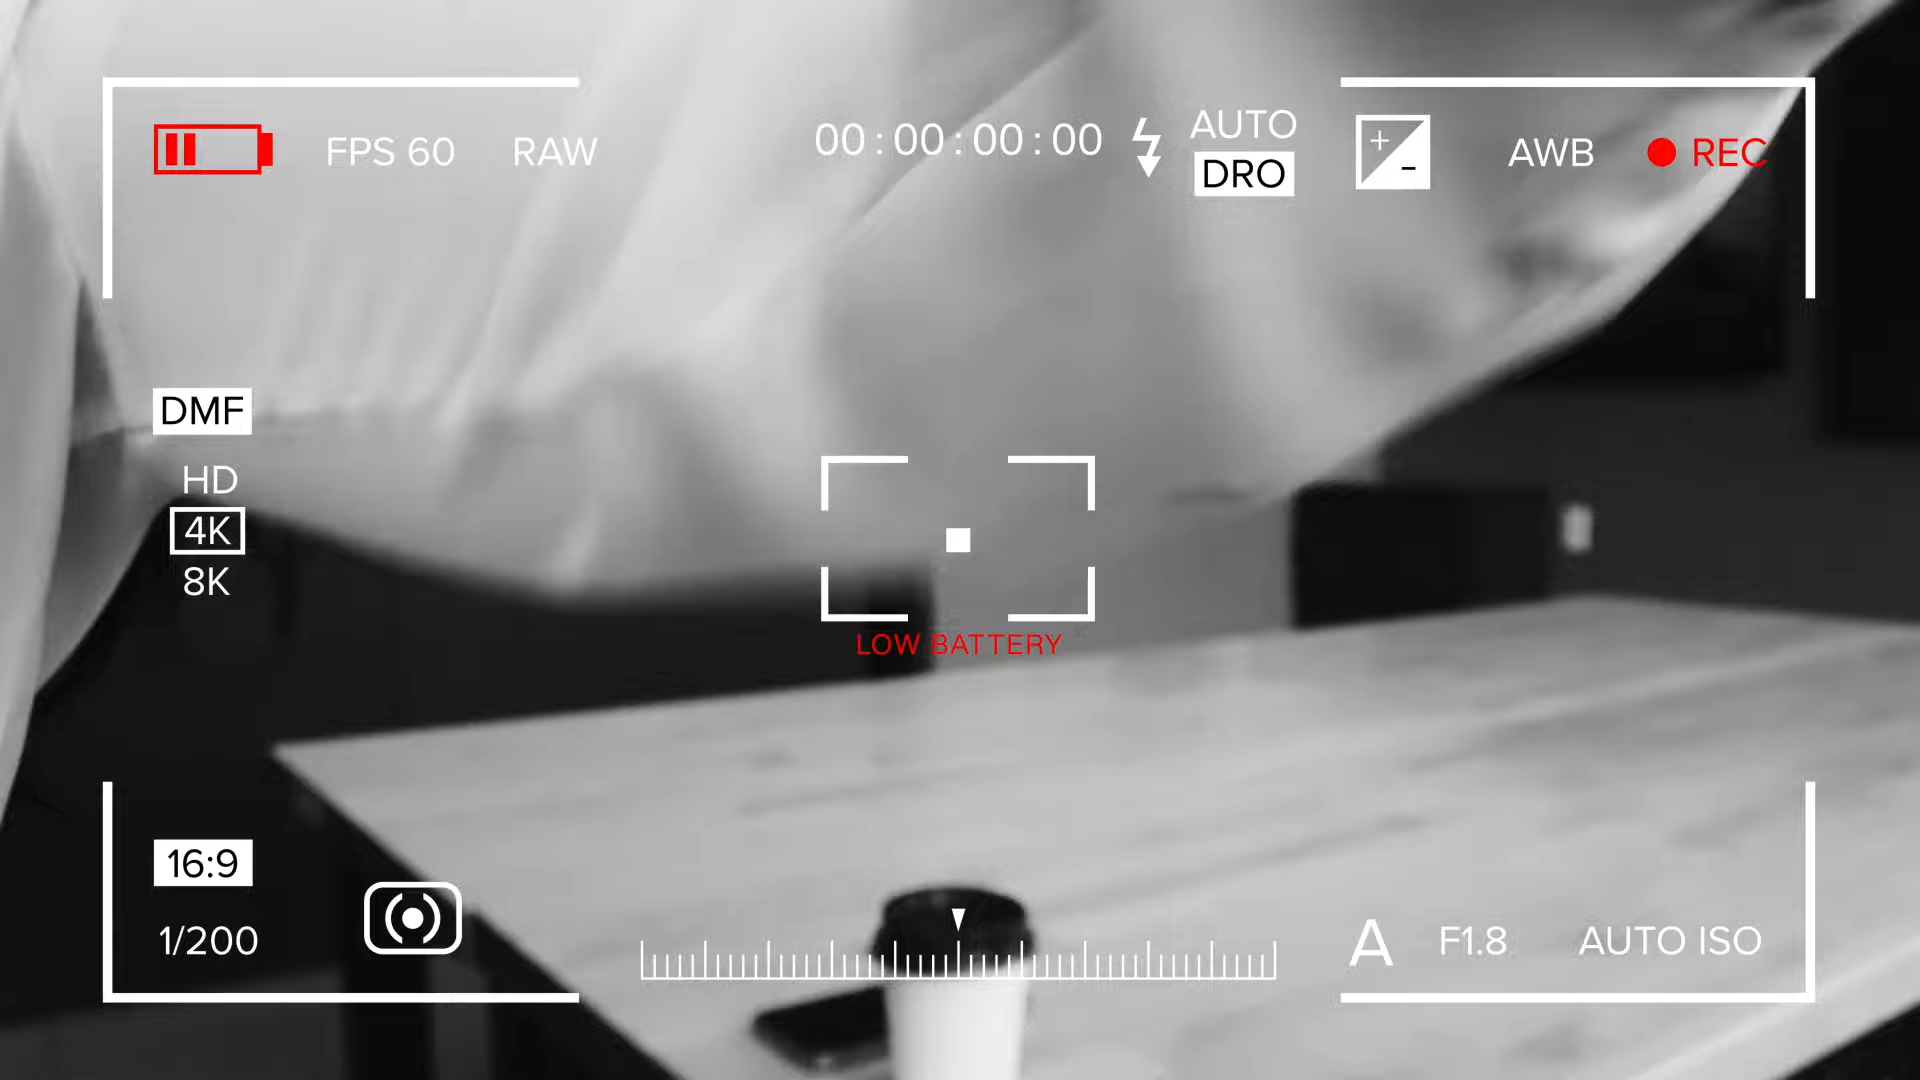 FPS 60 RAW 00:00:00:00 AUTO AWB REC
DRO
+ -
DMF
HD
4K
8K
LOW BATTERY
16:9
1/200
A F1.8 AUTO ISO